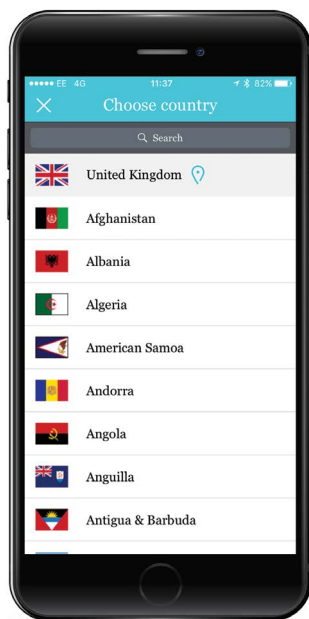 ●●●●● EE 4G 11:37 82%
Choose country
Search
United Kingdom
Afghanistan
Albania
Algeria
American Samoa
Andorra
Angola
Anguilla
Antigua & Barbuda